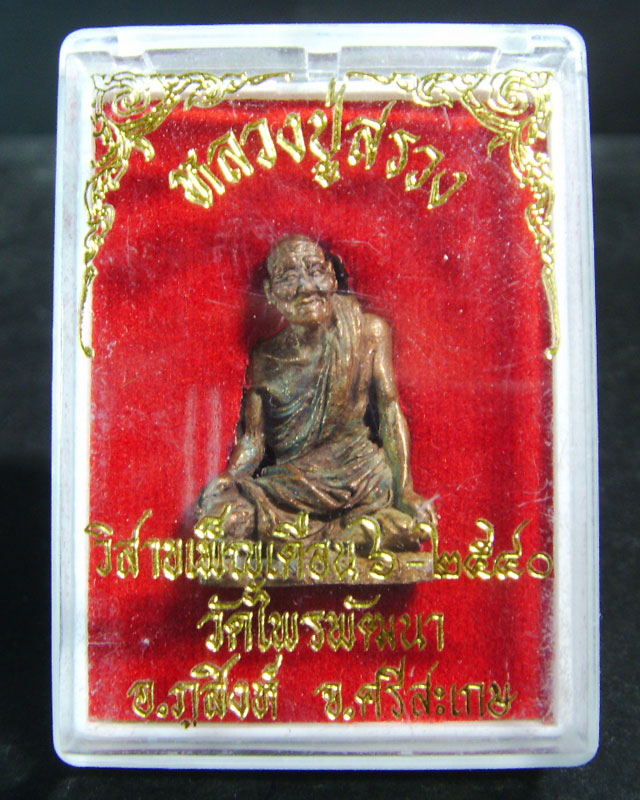 หลวงปู่สรวง
วิสาขเพ็ญเดือน ๖-๒๕๔๐
วัดไพรพัฒนา
อ.ภูสิงห์ จ.ศรีสะเกษ